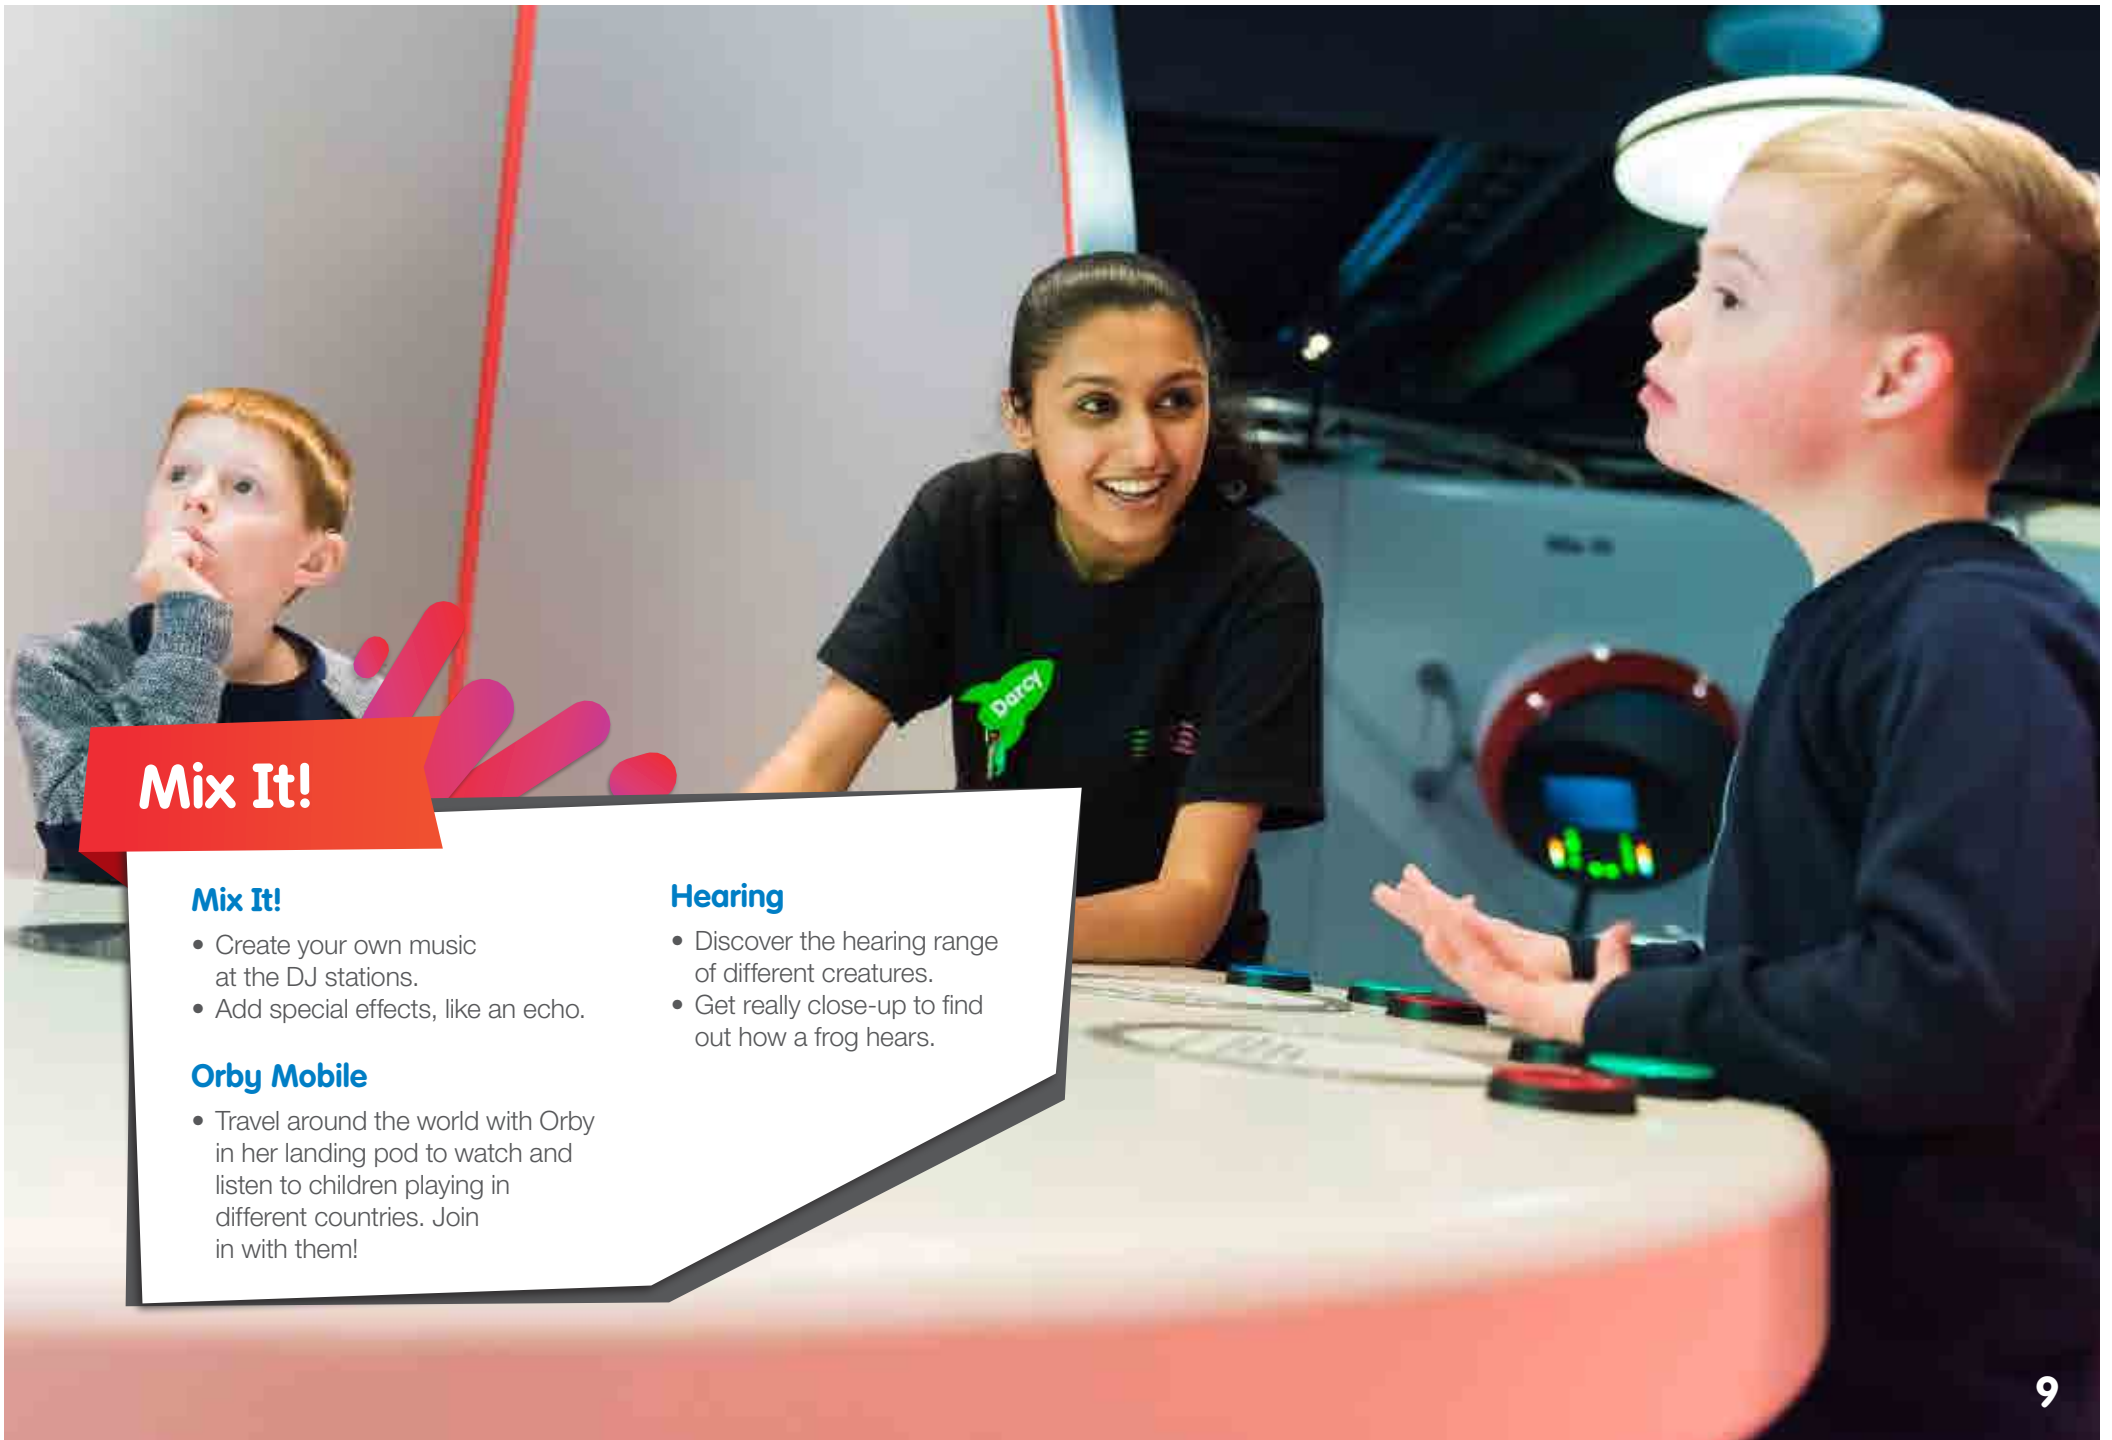 Darcy
Mix It!
Mix It!
• Create your own music
at the DJ stations.
• Add special effects, like an echo.
Orby Mobile
• Travel around the world with Orby
in her landing pod to watch and
listen to children playing in
different countries. Join
in with them!
Hearing
• Discover the hearing range
of different creatures.
• Get really close-up to find
out how a frog hears.
9